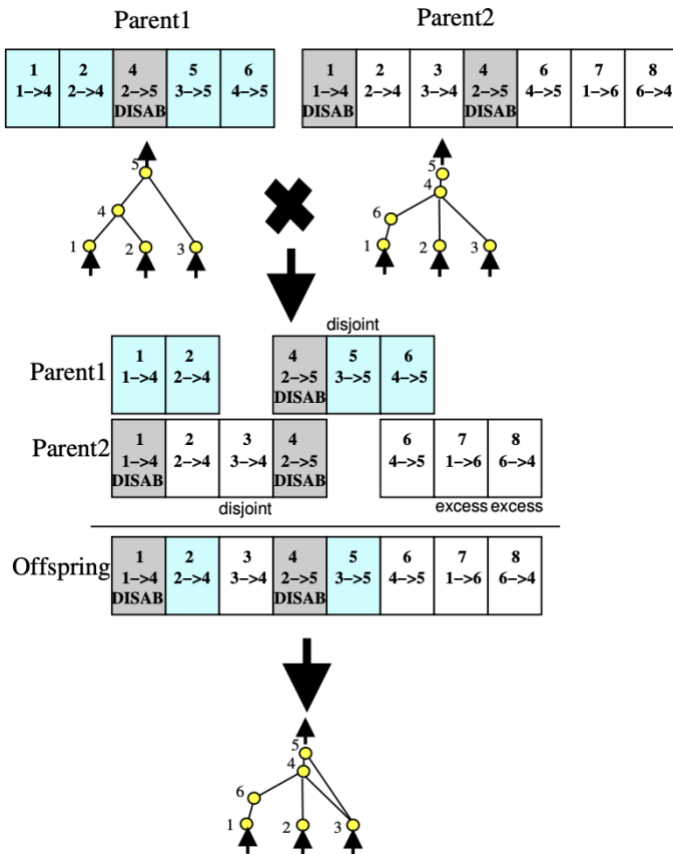 Parent1 Parent2
1 2 4 5 6 1 2 3 4 6 7 8
1–>4 2–>4 2–>5 3–>5 4–>5 1–>4 2–>4 3–>4 2–>5 4–>5 1–>6 6–>4
DISAB DISAB DISAB
5 5
4 4
6
1 2 3 1 2 3
disjoint
Parent1
1 2 4 5 6
1–>4 2–>4 2–>5 3–>5 4–>5
DISAB
Parent2
1 2 3 4 6 7 8
1–>4 2–>4 3–>4 2–>5 4–>5 1–>6 6–>4
DISAB DISAB
disjoint excess excess
Offspring
1 2 3 4 5 6 7 8
1–>4 2–>4 3–>4 2–>5 3–>5 4–>5 1–>6 6–>4
DISAB DISAB
5
4
6
1 2 3